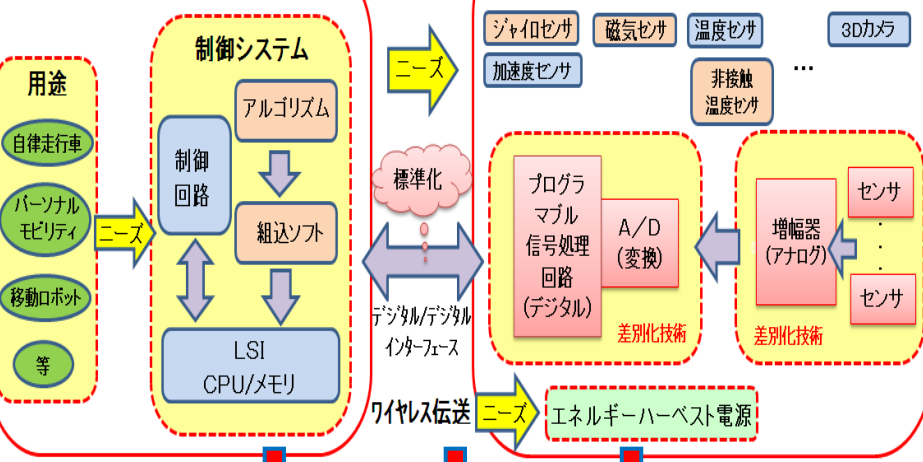 用途
自律走行車
パーソナル
モビリティ
移動ロボット
等
ニーズ
制御システム
アルゴリズム
制御
回路
組込ソフト
LSI
CPU/メモリ
ニーズ
標準化
デジタル/デジタル
インターフェース
ワイヤレス伝送
ニーズ
エネルギーハーベスト電源
ジャイロセンサ
磁気センサ
温度センサ
3Dカメラ
加速度センサ
非接触
温度センサ
…
プログラ
マブル
信号処理
回路
(デジタル)
A/D
(変換)
差別化技術
増幅器
(アナログ)
センサ
・
・
・
センサ
差別化技術